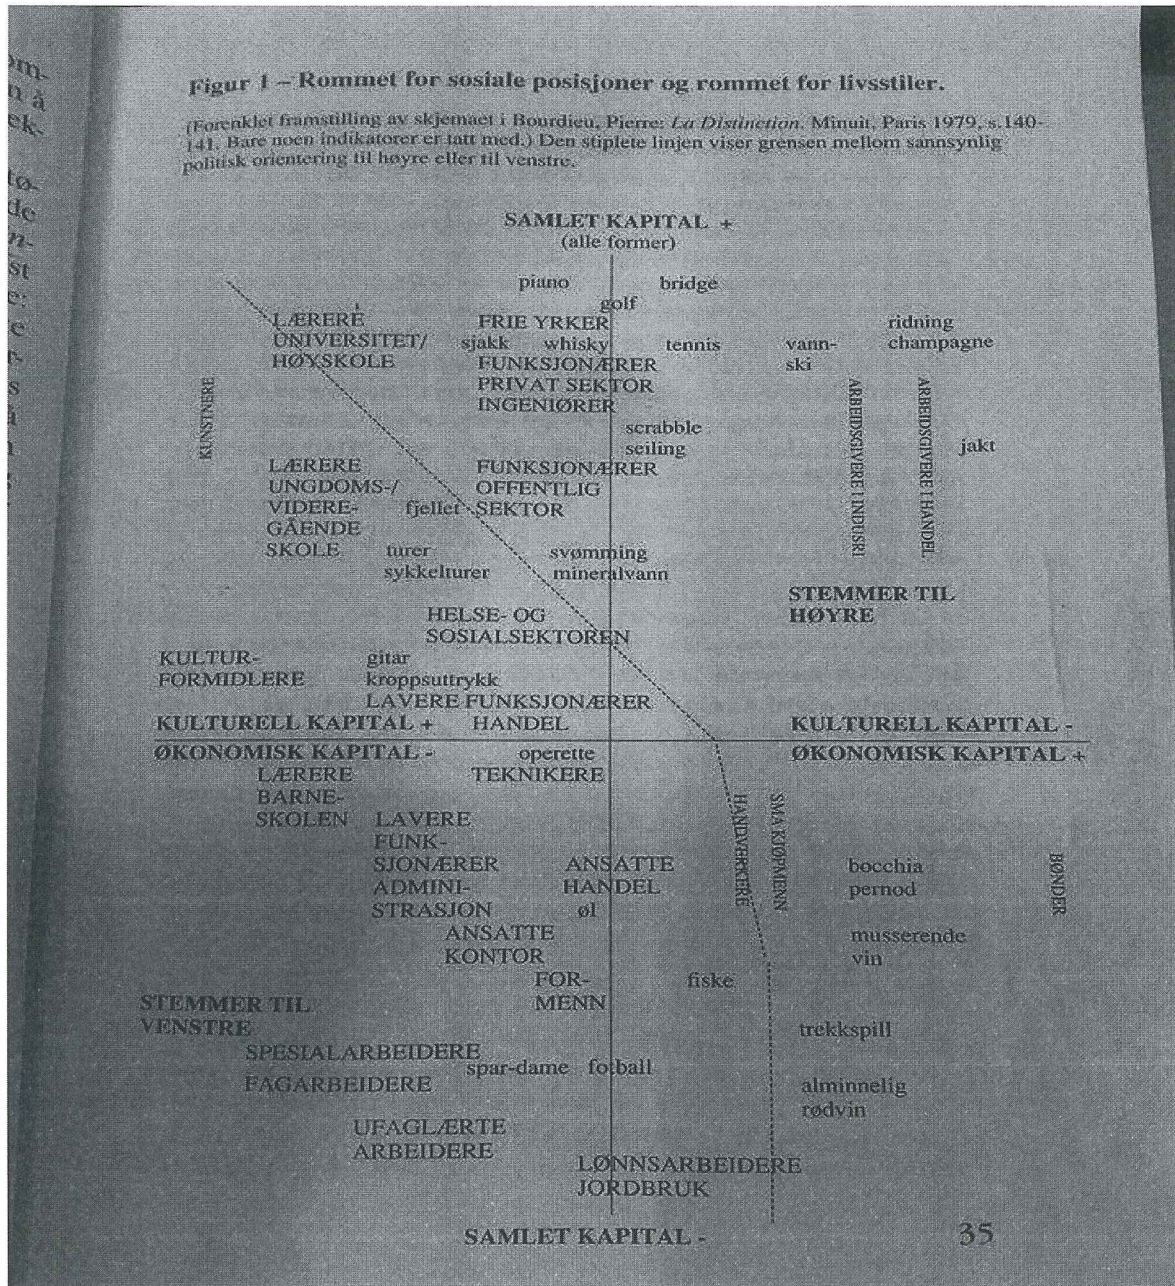 om-
n å
ek-
tø-
de
n-
st
e:
e
r-
s
å
Figur 1 – Rommet for sosiale posisjoner og rommet for livsstiler.
(Forenklet framstilling av skjemaet i Bourdieu, Pierre: La Distinction. Minuit, Paris 1979, s.140-
141. Bare noen indikatorer er tatt med.) Den stiplete linjen viser grensen mellom sannsynlig
politisk orientering til høyre eller til venstre.
SAMLET KAPITAL +
(alle former)
piano bridge
golf
LÆRERE FRIE YRKER ridning
UNIVERSITET/ sjakk whisky tennis vann- champagne
HØYSKOLE FUNKSJONÆRER ski
PRIVAT SEKTOR
INGENIØRER
KUNSTNERE
ARBEIDSGIVERE I INDUSRI
ARBEIDSGIVERE I HANDEL
scrabble
seiling jakt
LÆRERE FUNKSJONÆRER
UNGDOMS-/ OFFENTLIG
VIDERE- fjellet SEKTOR
GÅENDE
SKOLE turer svømming
sykkelturer mineralvann
STEMMER TIL
HØYRE
HELSE- OG
SOSIALSEKTOREN
KULTUR- gitar
FORMIDLERE kroppsuttrykk
LAVERE FUNKSJONÆRER
KULTURELL KAPITAL + HANDEL KULTURELL KAPITAL -
ØKONOMISK KAPITAL - operette ØKONOMISK KAPITAL +
LÆRERE TEKNIKERE
BARNE-
SKOLEN LAVERE
FUNK-
SJONÆRER ANSATTE
ADMINI- HANDEL
STRASJON øl
HANDVERKERE
SMÅ KJØPMENN
bocchia
pernod
BØNDER
ANSATTE musserende
KONTOR vin
FOR- fiske
MENN
STEMMER TIL
VENSTRE trekkspill
SPESIALARBEIDERE
spar-dame fotball
FAGARBEIDERE alminnelig
rødvin
UFAGLÆRTE
ARBEIDERE
LØNNSARBEIDERE
JORDBRUK
SAMLET KAPITAL - 35